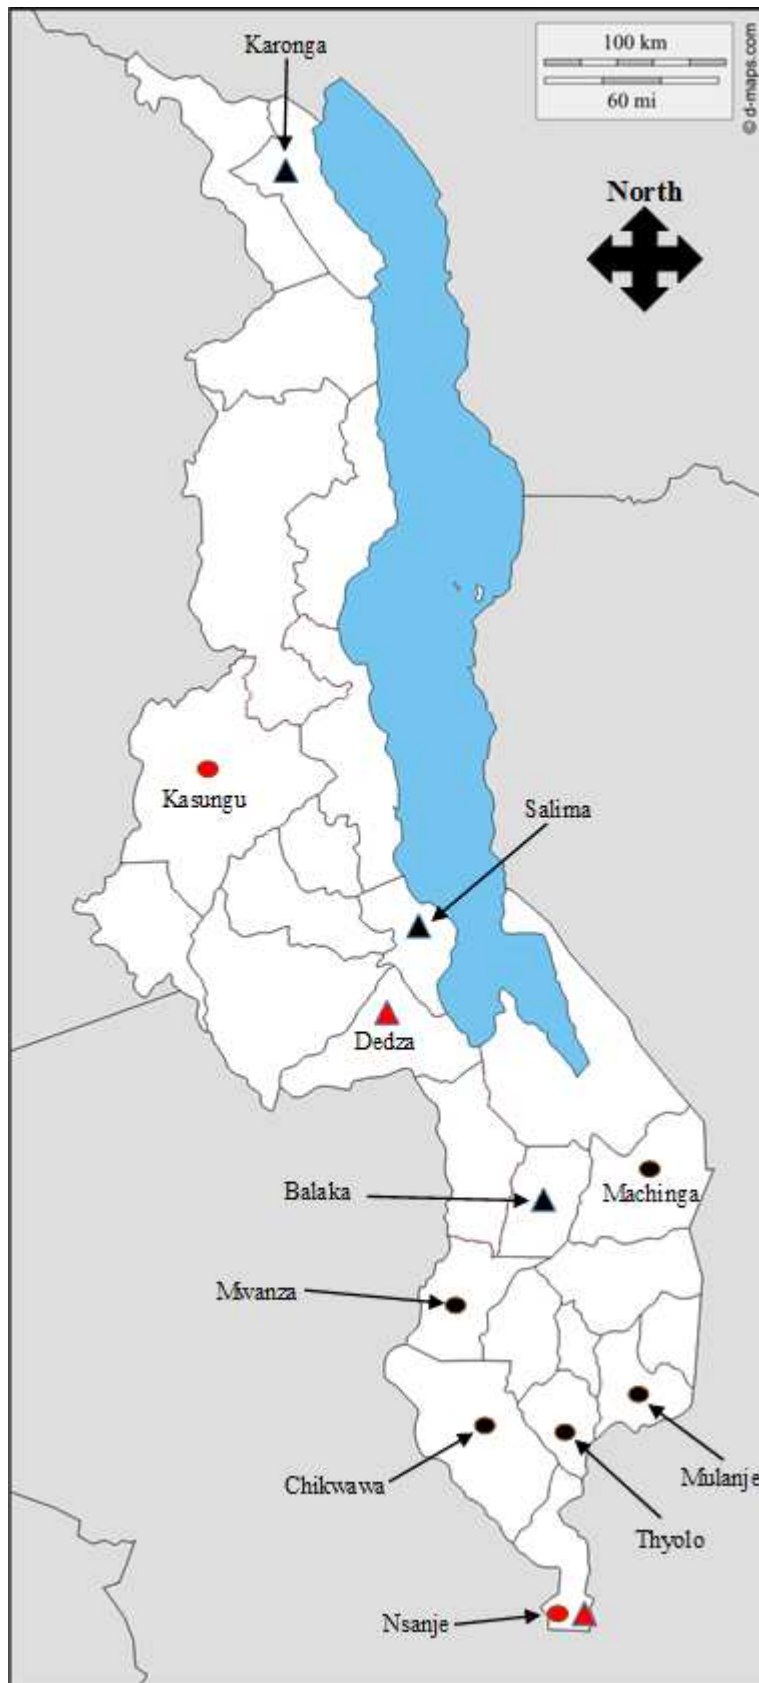 Karonga
100 km
60 mi
© d-maps.com
North
Kasungu
Salima
Dedza
Balaka
Machinga
Mwanza
Chikwawa
Mulanje
Thyolo
Nsanje